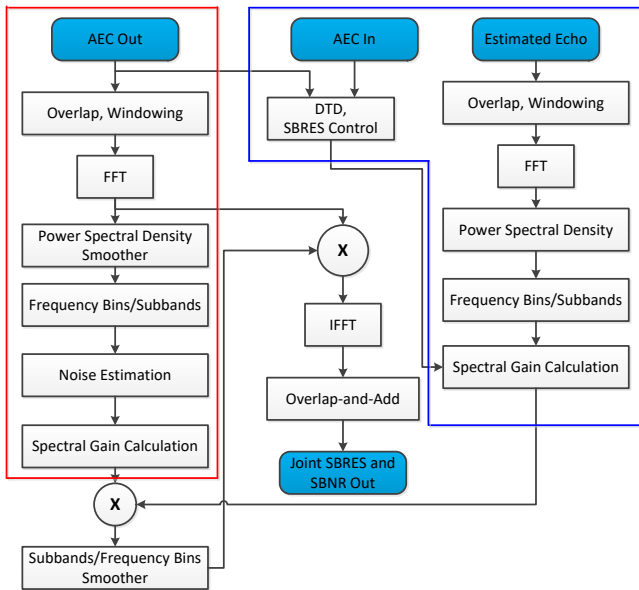 AEC Out
AEC In
Estimated Echo
Overlap, Windowing
DTD,
SBRES Control
Overlap, Windowing
FFT
FFT
Power Spectral Density
Smoother
X
Power Spectral Density
Frequency Bins/Subbands
IFFT
Frequency Bins/Subbands
Noise Estimation
Overlap-and-Add
Spectral Gain Calculation
Spectral Gain Calculation
Joint SBRES and
SBNR Out
X
Subbands/Frequency Bins
Smoother